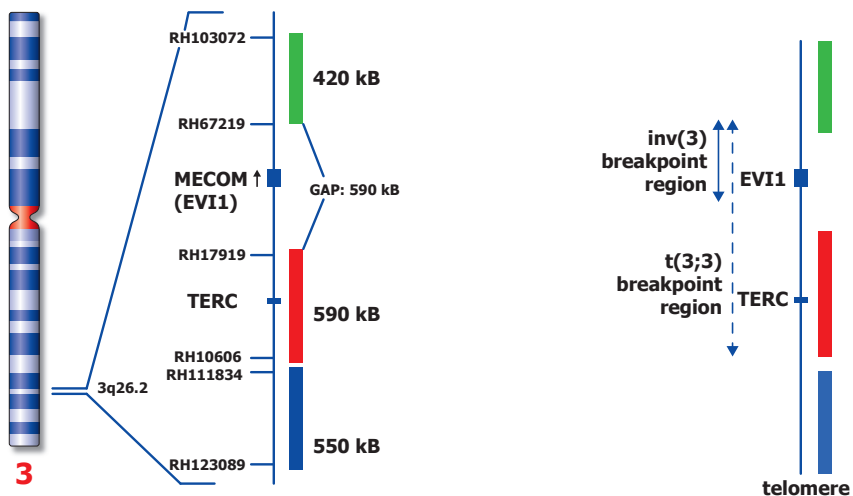 RH103072
420 kB
RH67219
MECOM
(EVI1)
GAP: 590 kB
RH17919
TERC
590 kB
RH10606
RH111834
3q26.2
550 kB
RH123089
3
inv(3)
breakpoint
region
EVI1
t(3;3)
breakpoint
region
TERC
telomere